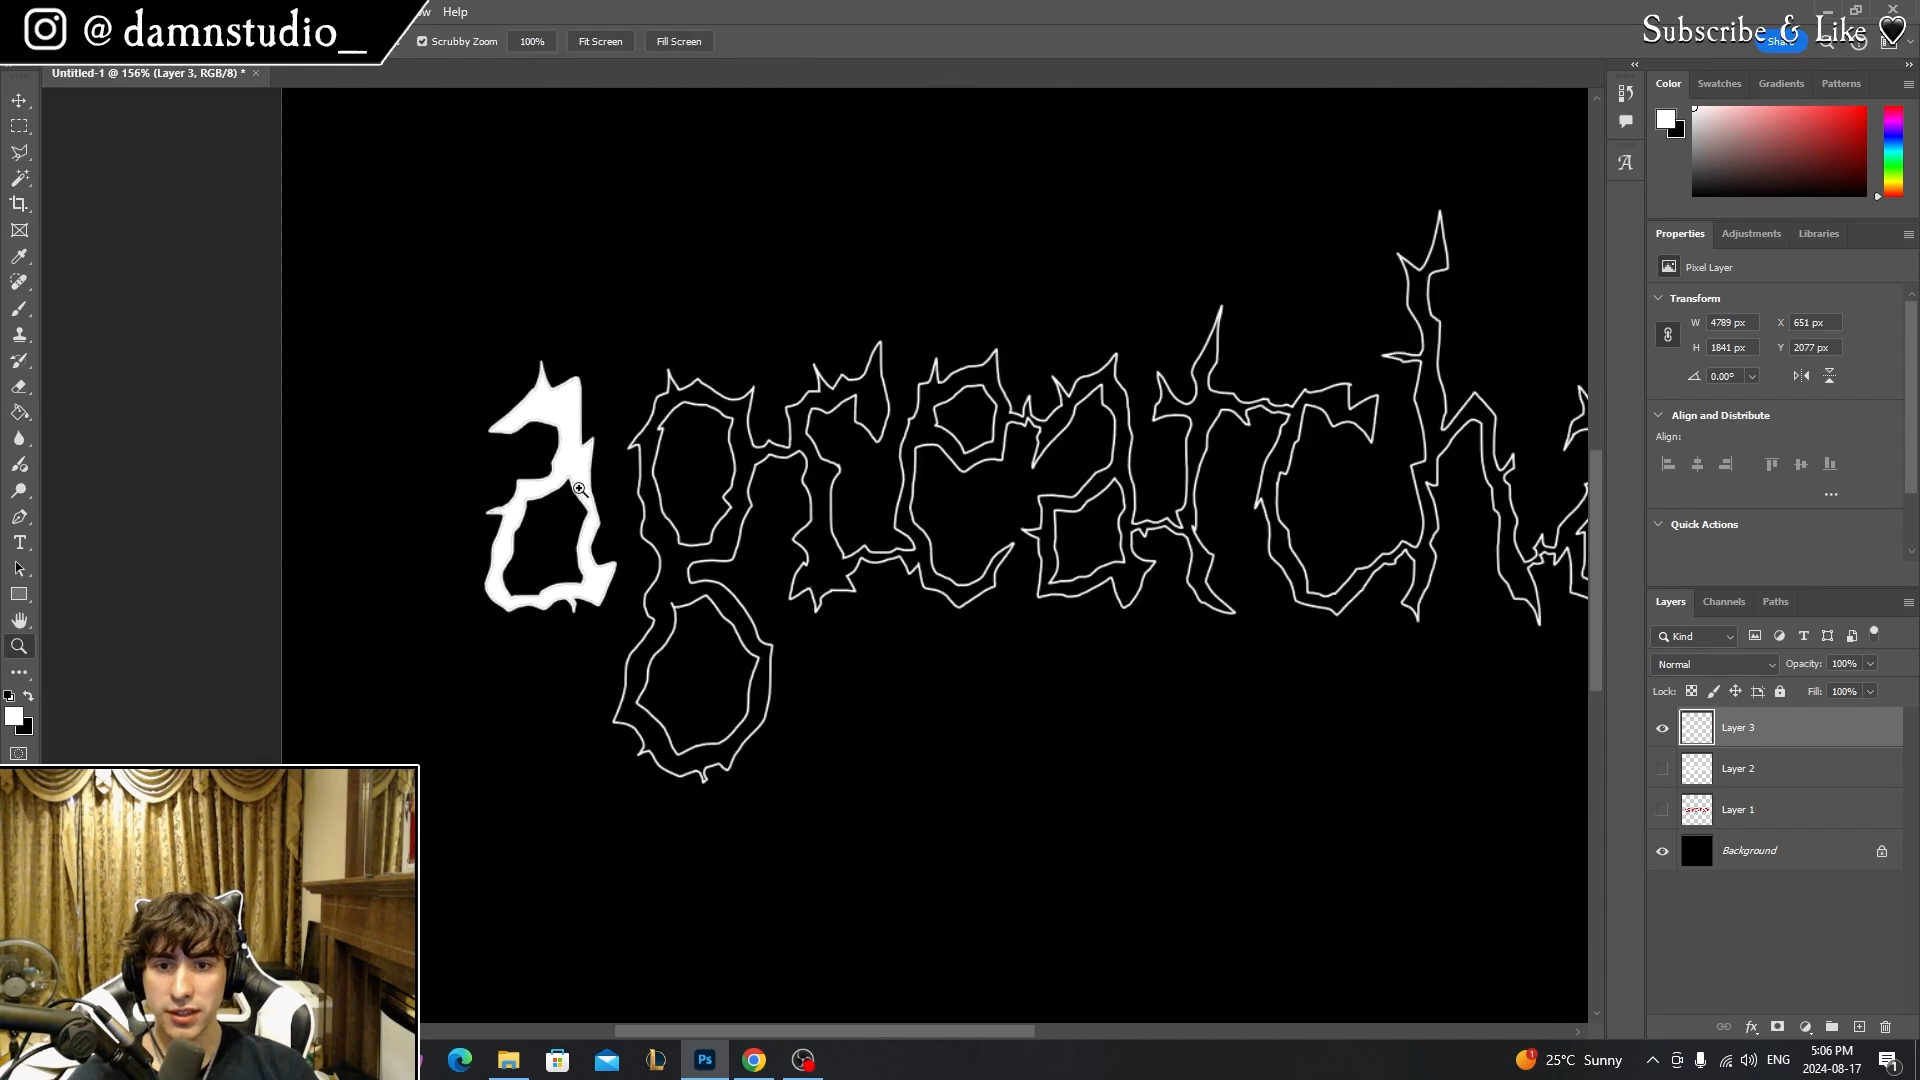 @ damnstudio_
Help
Subscribe & Like
Share
Scrubby Zoom
100%
Fit Screen
Fill Screen
Untitled-1 @ 156% (Layer 3, RGB/8) *
Color
Swatches
Gradients
Patterns
Properties
Adjustments
Libraries
Pixel Layer
Transform
W 4789 px X 651 px
H 1841 px Y 2077 px
0.00°
Align and Distribute
Align:
Quick Actions
Layers
Channels
Paths
Kind
Normal
Opacity: 100%
Lock:
Fill: 100%
Layer 3
Layer 2
Layer 1
Background
Ps
25°C Sunny
ENG
5:06 PM
2024-08-17